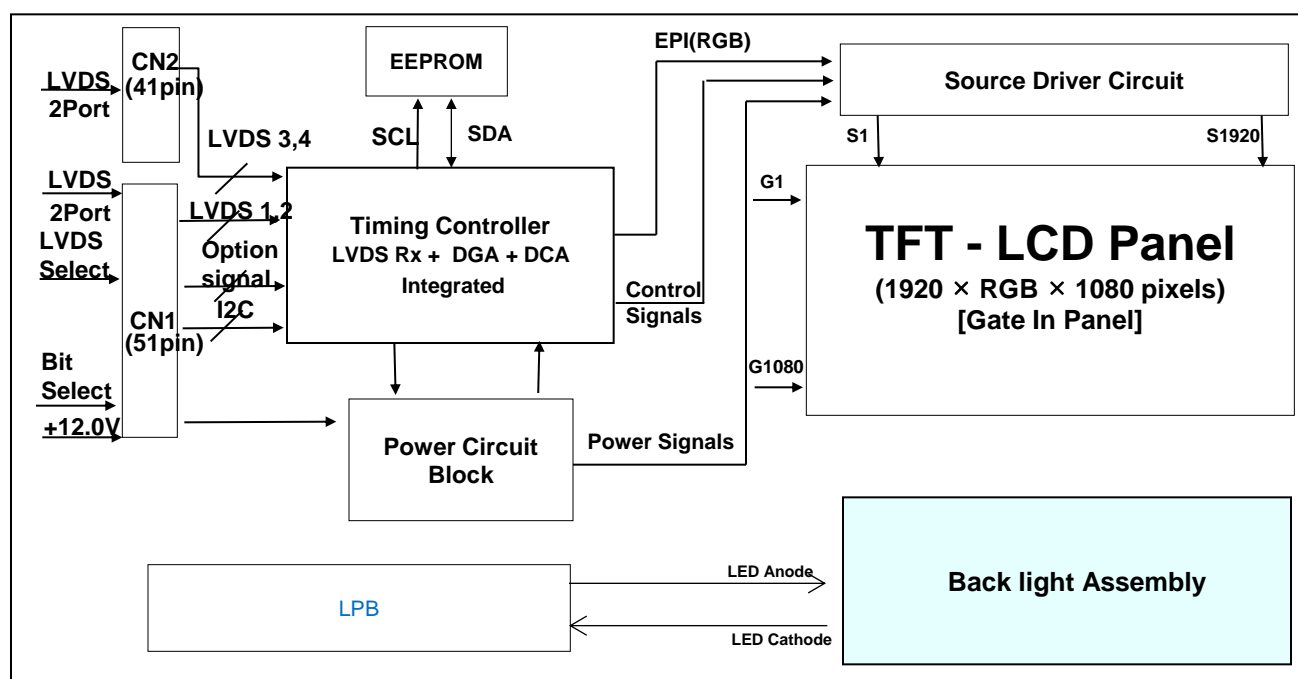 CN2
(41pin)
LVDS
2Port
EEPROM
EPI(RGB)
Source Driver Circuit
SCL
SDA
S1
S1920
LVDS 3,4
LVDS
2Port
LVDS 1,2
LVDS
Select
Option
signal
I2C
CN1
(51pin)
Timing Controller
LVDS Rx + DGA + DCA
Integrated
Control
Signals
G1
TFT - LCD Panel
(1920 × RGB × 1080 pixels)
[Gate In Panel]
G1080
Bit
Select
+12.0V
Power Circuit
Block
Power Signals
LPB
LED Anode
LED Cathode
Back light Assembly